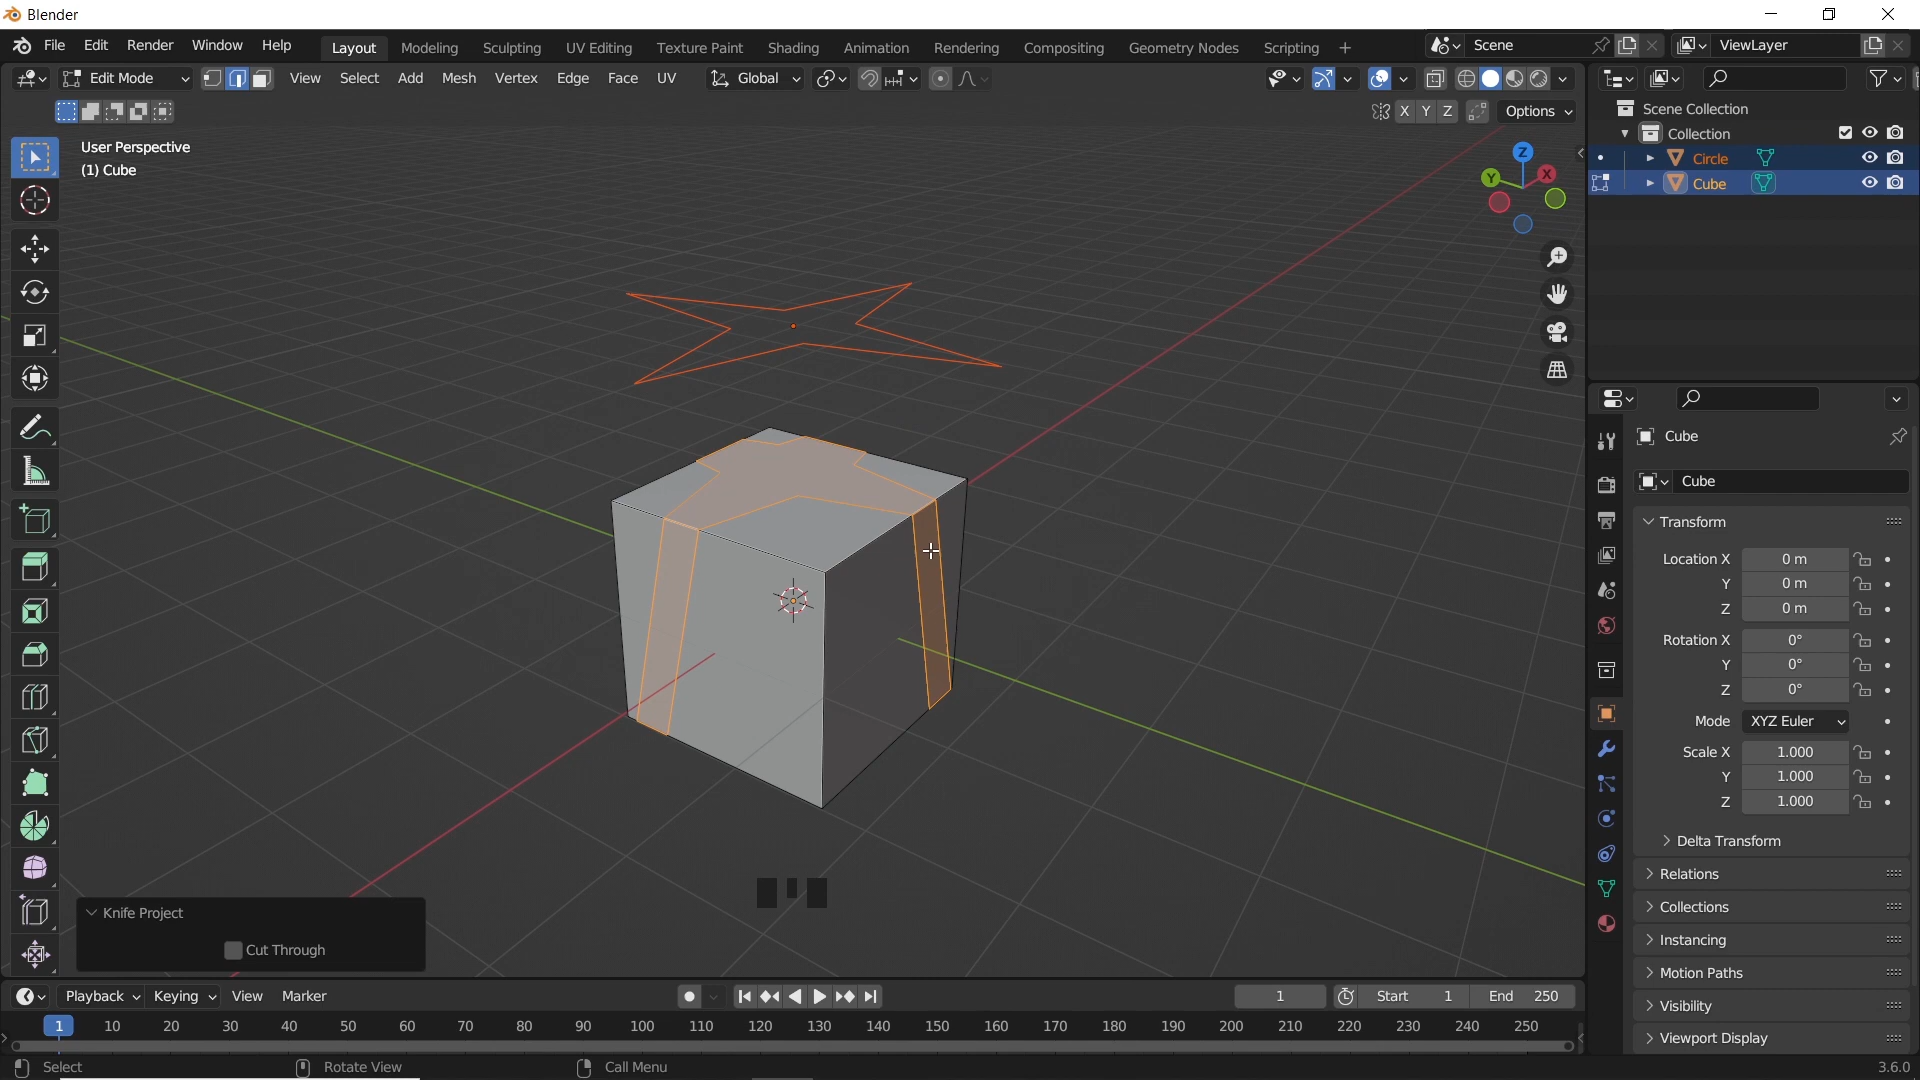 Blender
File Edit Render Window Help Layout Modeling Sculpting UV Editing Texture Paint Shading Animation Rendering Compositing Geometry Nodes Scripting + Scene ViewLayer
Edit Mode View Select Add Mesh Vertex Edge Face UV Global
X Y Z Options
User Perspective
(1) Cube
Z
Y X
Scene Collection
Collection
Circle
Cube
Cube
Cube
Transform
Location X 0 m
Y 0 m
Z 0 m
Rotation X 0°
Y 0°
Z 0°
Mode XYZ Euler
Scale X 1.000
Y 1.000
Z 1.000
Delta Transform
Relations
Collections
Instancing
Motion Paths
Visibility
Viewport Display
Knife Project
Cut Through
Playback Keying View Marker 1 Start 1 End 250
1 10 20 30 40 50 60 70 80 90 100 110 120 130 140 150 160 170 180 190 200 210 220 230 240 250
Select Rotate View Call Menu 3.6.0